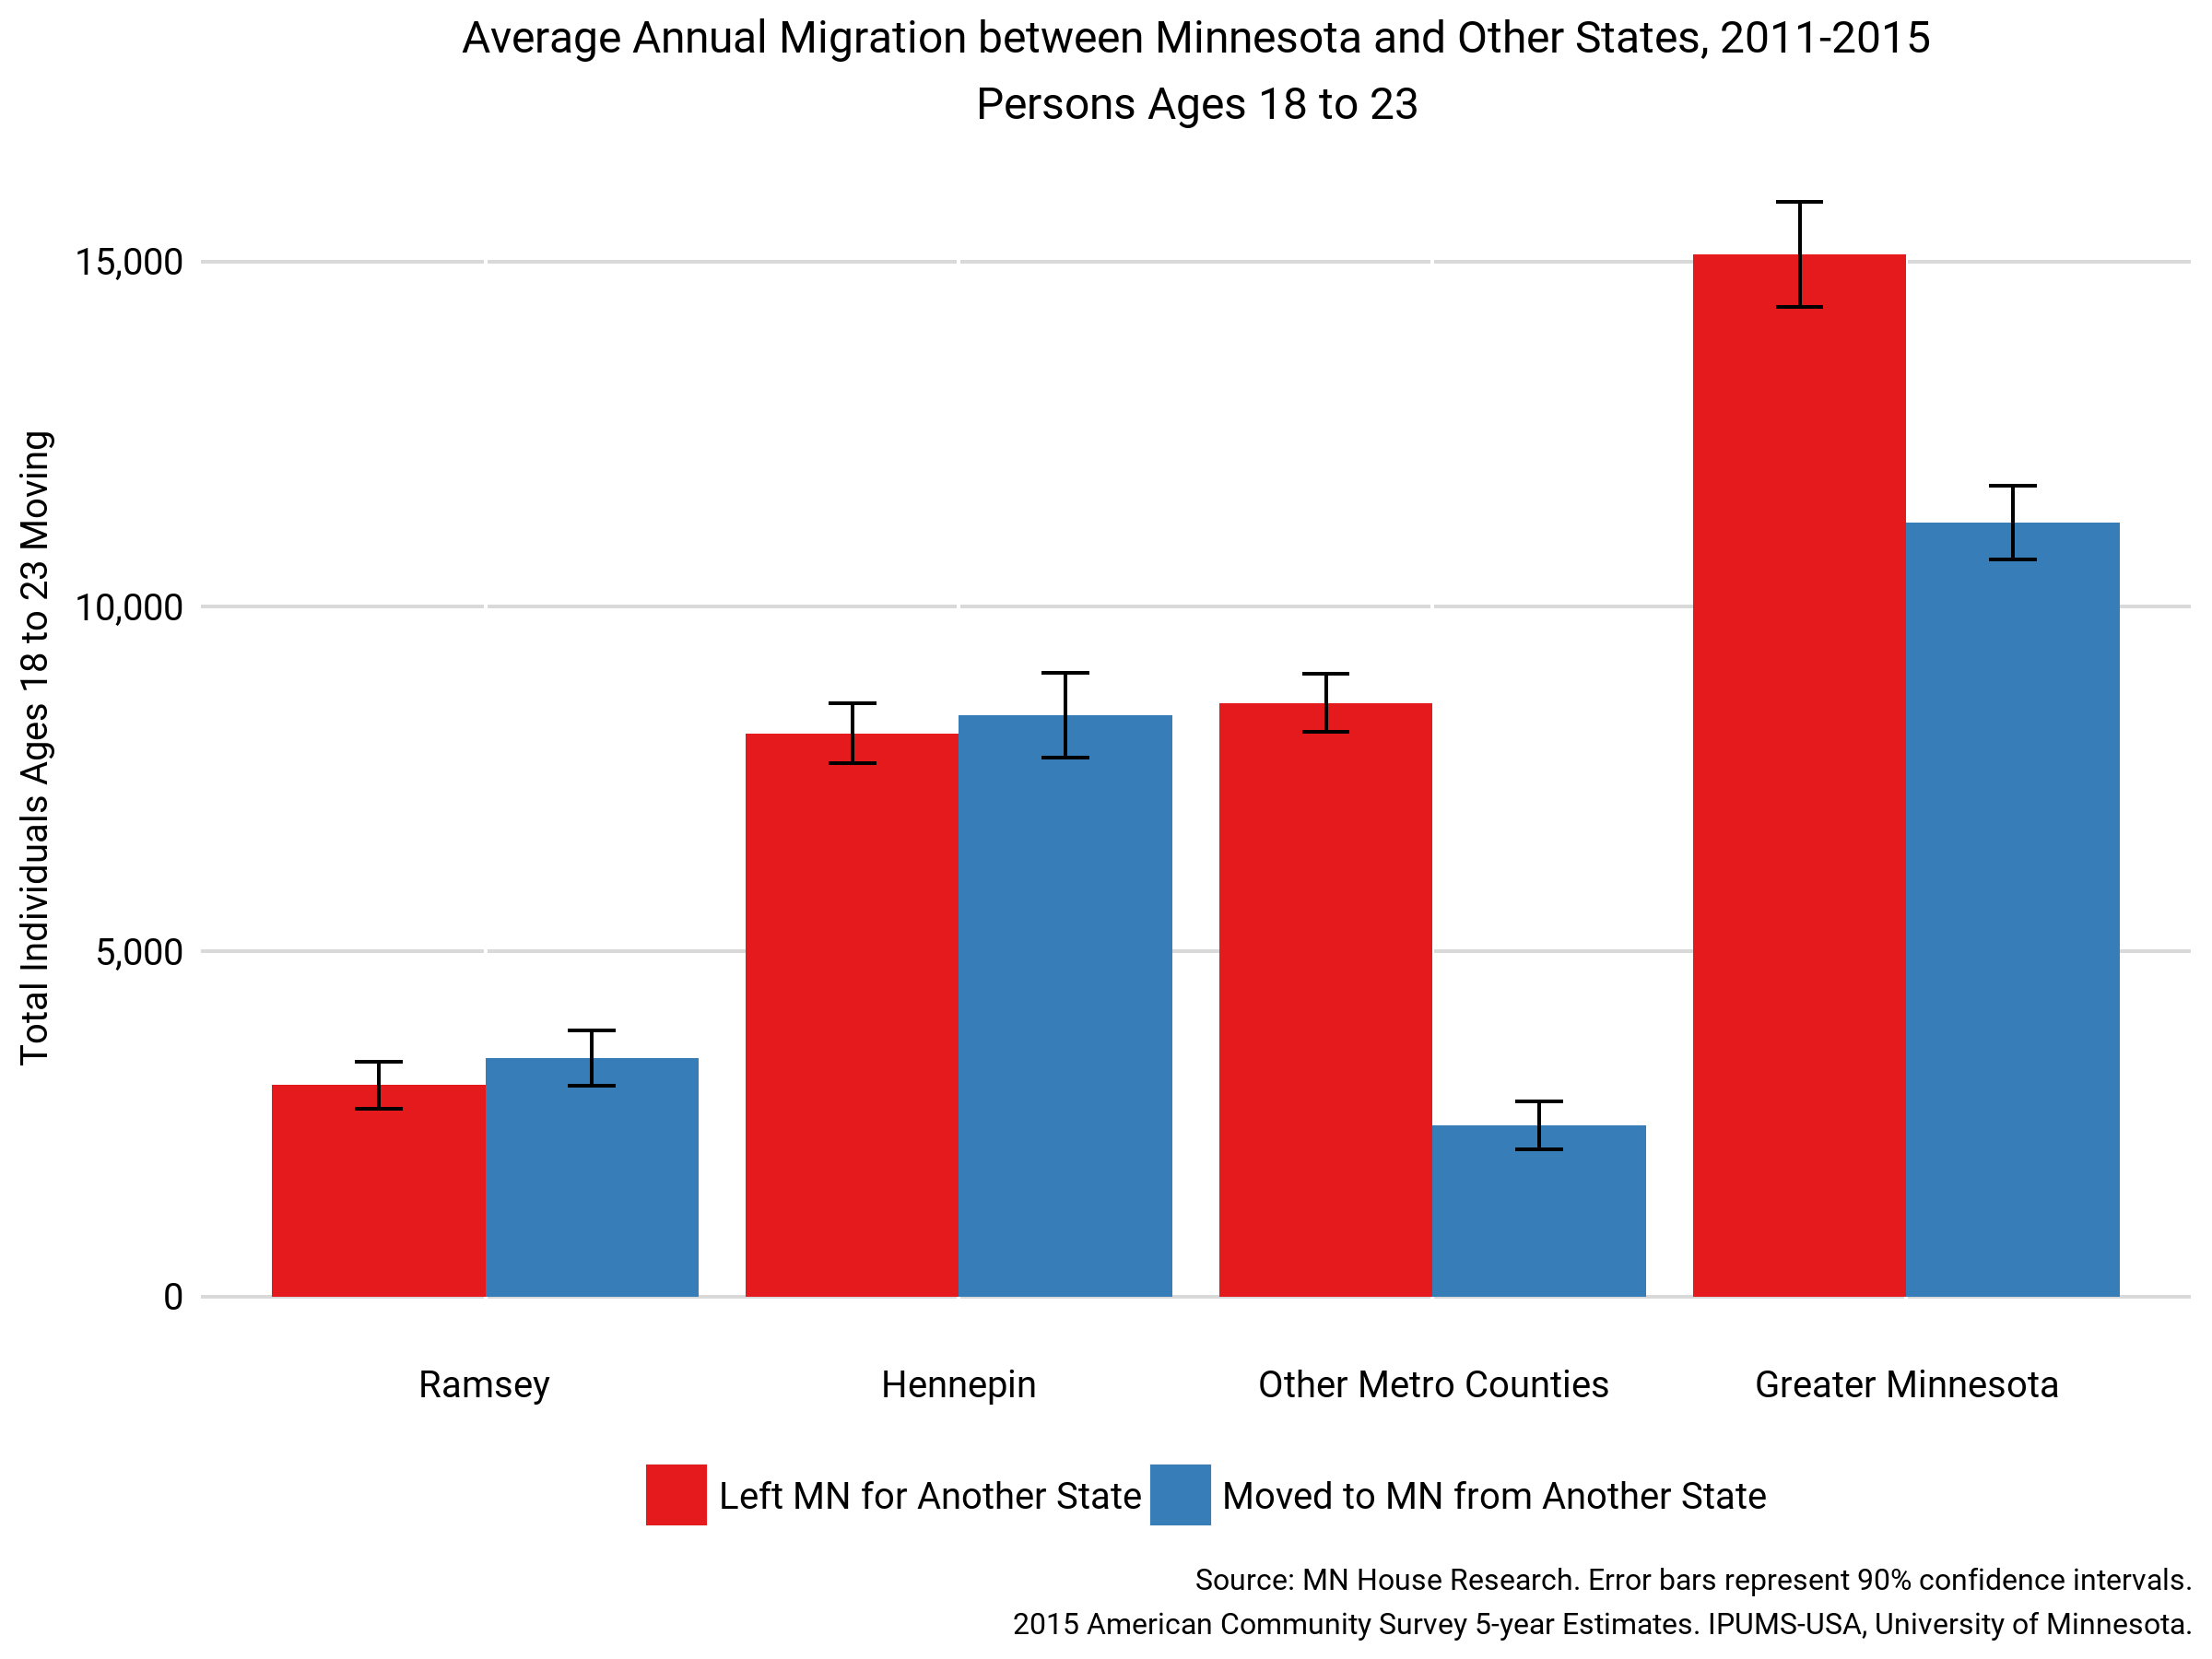 Average Annual Migration between Minnesota and Other States, 2011-2015
Persons Ages 18 to 23
Total Individuals Ages 18 to 23 Moving
15,000
10,000
5,000
0
Ramsey
Hennepin
Other Metro Counties
Greater Minnesota
Left MN for Another State
Moved to MN from Another State
Source: MN House Research. Error bars represent 90% confidence intervals.
2015 American Community Survey 5-year Estimates. IPUMS-USA, University of Minnesota.